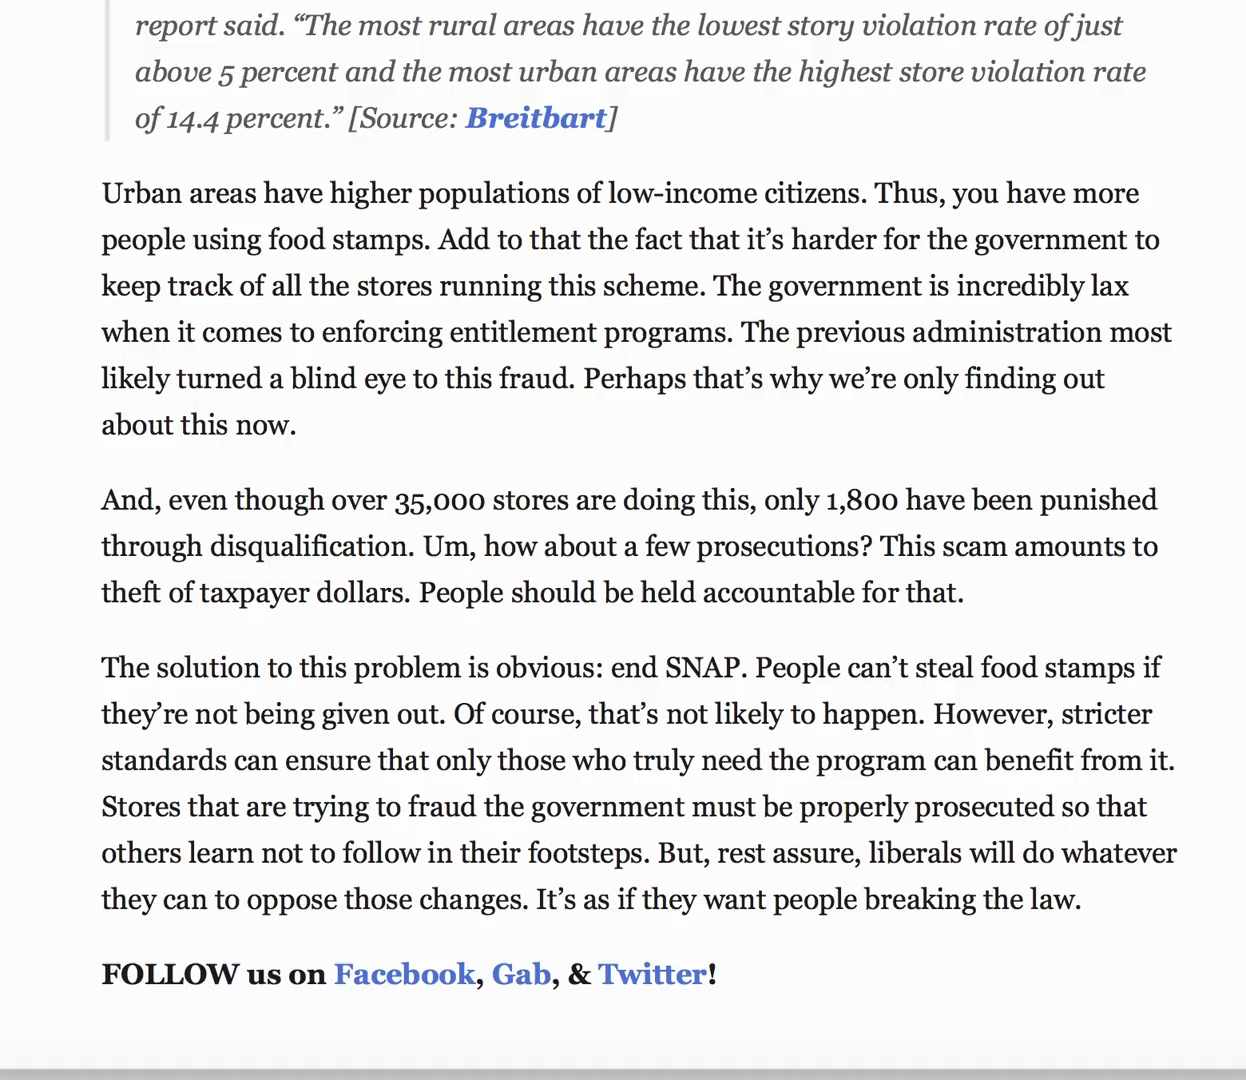 report said. “The most rural areas have the lowest story violation rate of just
above 5 percent and the most urban areas have the highest store violation rate
of 14.4 percent.” [Source: Breitbart]
Urban areas have higher populations of low-income citizens. Thus, you have more
people using food stamps. Add to that the fact that it’s harder for the government to
keep track of all the stores running this scheme. The government is incredibly lax
when it comes to enforcing entitlement programs. The previous administration most
likely turned a blind eye to this fraud. Perhaps that’s why we’re only finding out
about this now.
And, even though over 35,000 stores are doing this, only 1,800 have been punished
through disqualification. Um, how about a few prosecutions? This scam amounts to
theft of taxpayer dollars. People should be held accountable for that.
The solution to this problem is obvious: end SNAP. People can’t steal food stamps if
they’re not being given out. Of course, that’s not likely to happen. However, stricter
standards can ensure that only those who truly need the program can benefit from it.
Stores that are trying to fraud the government must be properly prosecuted so that
others learn not to follow in their footsteps. But, rest assure, liberals will do whatever
they can to oppose those changes. It’s as if they want people breaking the law.
FOLLOW us on Facebook, Gab, & Twitter!